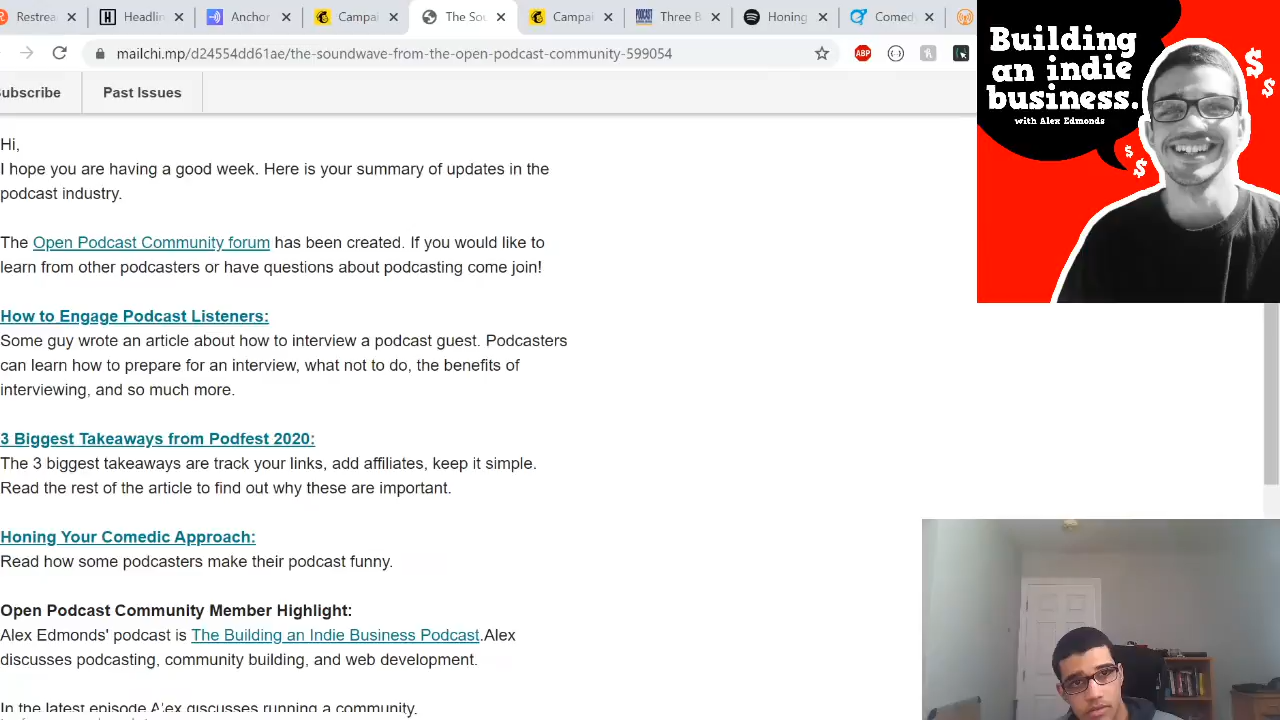 Restrea
Headlin
Anchor
Campai
The Sou
Campai
Three B
Honing
Comed
mailchi.mp/d24554dd61ae/the-soundwave-from-the-open-podcast-community-599054
ABP
ubscribe
Past Issues
Building
an indie
business.
with Alex Edmonds
$
$
$
$
Hi,
I hope you are having a good week. Here is your summary of updates in the
podcast industry.
The Open Podcast Community forum has been created. If you would like to
learn from other podcasters or have questions about podcasting come join!
How to Engage Podcast Listeners:
Some guy wrote an article about how to interview a podcast guest. Podcasters
can learn how to prepare for an interview, what not to do, the benefits of
interviewing, and so much more.
3 Biggest Takeaways from Podfest 2020:
The 3 biggest takeaways are track your links, add affiliates, keep it simple.
Read the rest of the article to find out why these are important.
Honing Your Comedic Approach:
Read how some podcasters make their podcast funny.
Open Podcast Community Member Highlight:
Alex Edmonds' podcast is The Building an Indie Business Podcast.Alex
discusses podcasting, community building, and web development.
In the latest episode Alex discusses running a community.